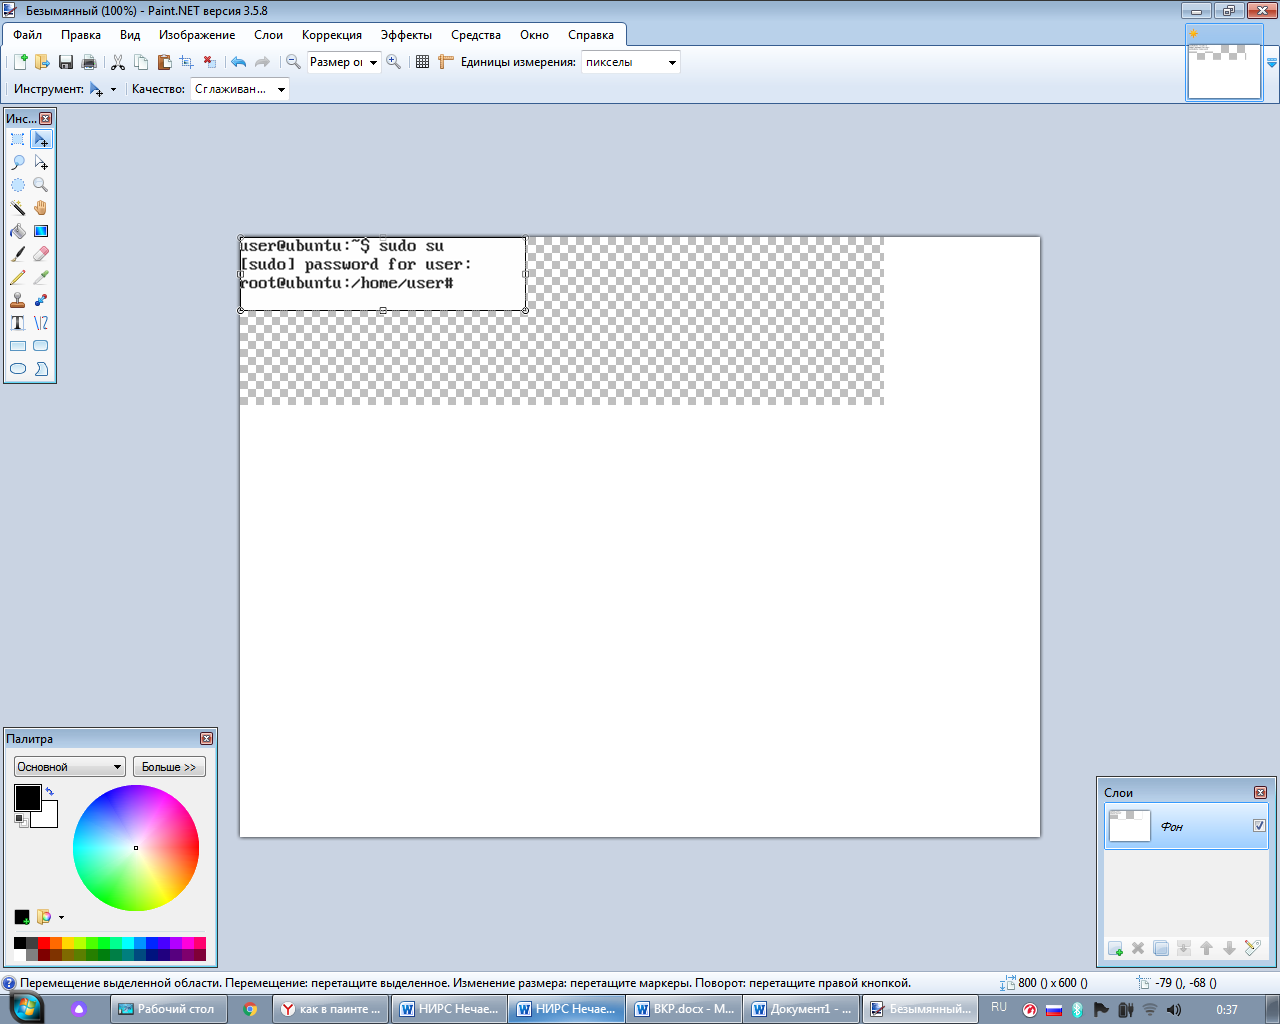 Безымянный (100%) - Paint.NET версия 3.5.8
Файл Правка Вид Изображение Слои Коррекция Эффекты Средства Окно Справка
Размер Единицы измерения: пикселы
Инструмент: Качество: Сглаживан...
Инс...
user@ubuntu:~$ sudo su
[sudo] password for user:
root@ubuntu:/home/user#
Палитра
Основной Больше >>
Слои
Фон
Перемещение выделенной области. Перемещение: перетащите выделенное. Изменение размера: перетащите маркеры. Поворот: перетащите правой кнопкой.
800 () x 600 () -79 (), -68 ()
Рабочий стол как в паинте ... НИРС Нечае... НИРС Нечае... ВКР.docx - M... Документ1 - ... Безымянный... RU 0:37